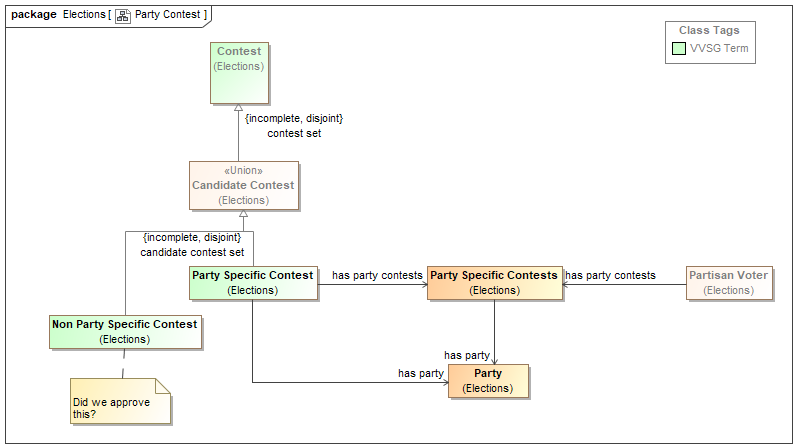 package Elections [ Party Contest ]
Class Tags
VVSG Term
Contest
(Elections)
{incomplete, disjoint}
contest set
«Union»
Candidate Contest
(Elections)
{incomplete, disjoint}
candidate contest set
Party Specific Contest
(Elections)
has party contests
Party Specific Contests
(Elections)
has party contests
Partisan Voter
(Elections)
Non Party Specific Contest
(Elections)
has party
has party
Party
(Elections)
Did we approve
this?